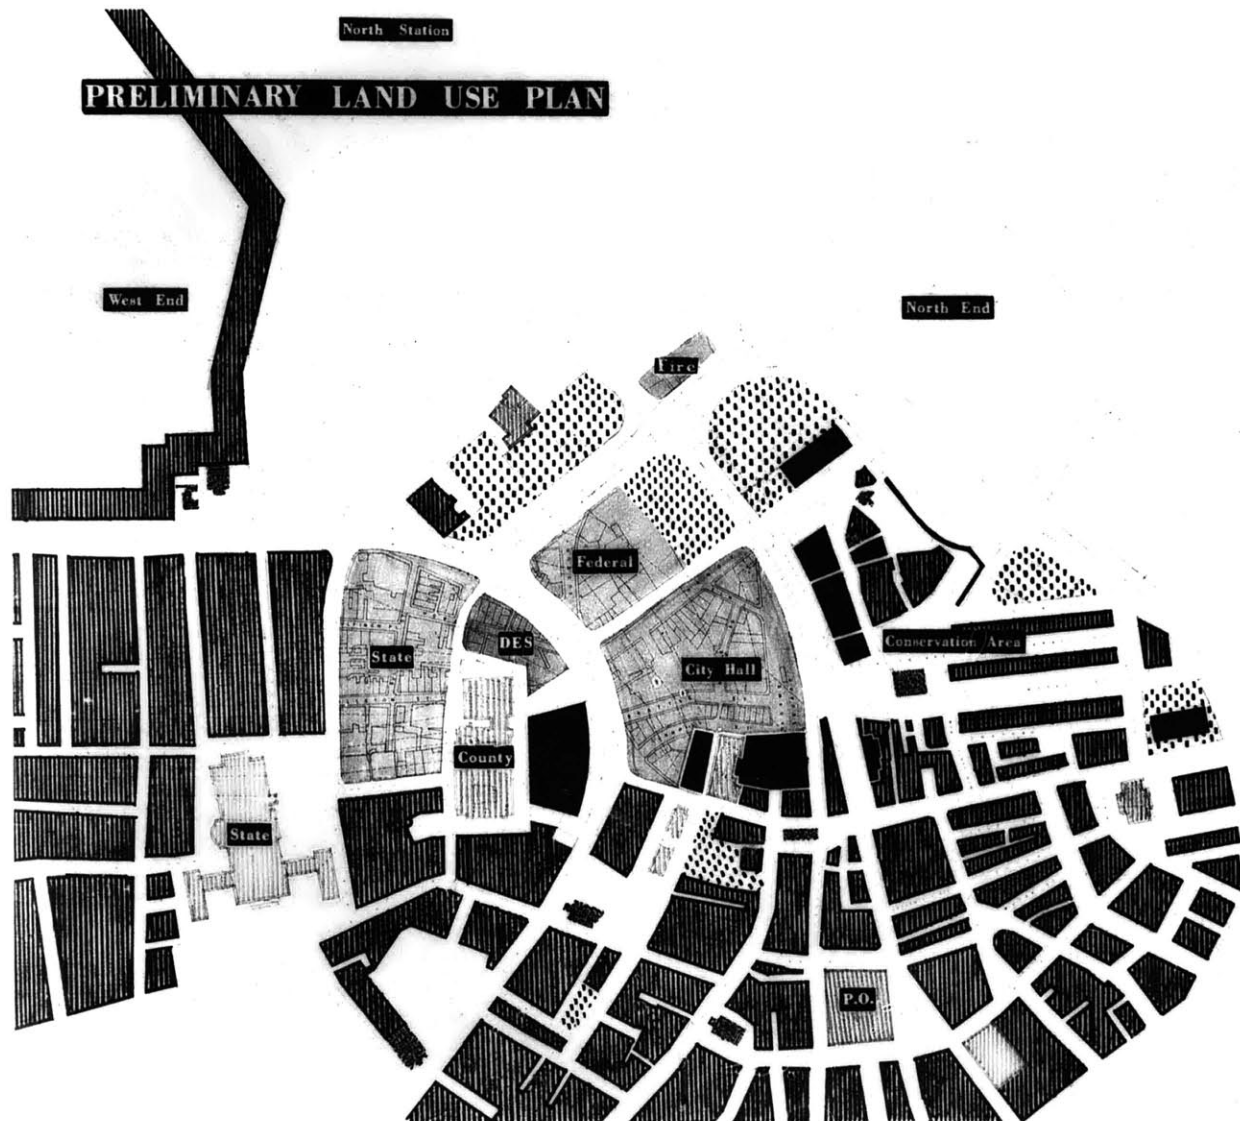 North Station
PRELIMINARY LAND USE PLAN
West End
North End
Fire
Federal
DES
State
City Hall
Conservation Area
County
State
P.O.